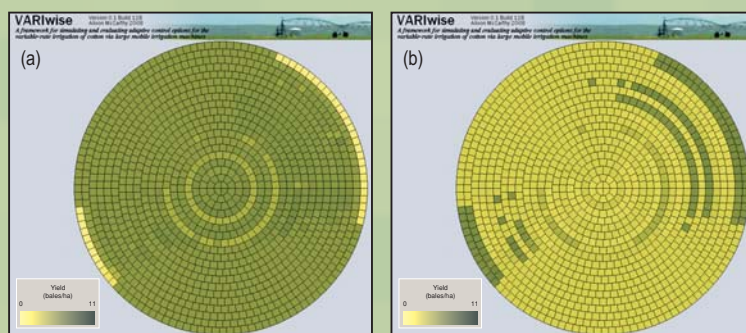 VARIwise
Version 0.1 Build 118
Alison McCarthy 2008
A framework for simulating and evaluating adaptive control options for the
variable-rate irrigation of cotton via large mobile irrigation machines
(a)
Yield
(bales/ha)
0 11
VARIwise
Version 0.1 Build 118
Alison McCarthy 2008
A framework for simulating and evaluating adaptive control options for the
variable-rate irrigation of cotton via large mobile irrigation machines
(b)
Yield
(bales/ha)
0 11